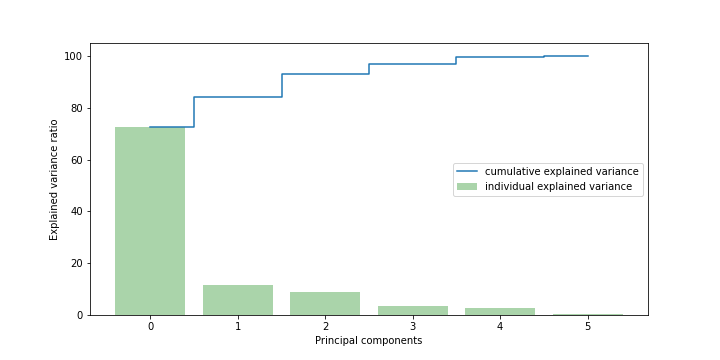 100
80
60
40
20
0
Explained variance ratio
cumulative explained variance
individual explained variance
0 1 2 3 4 5
Principal components